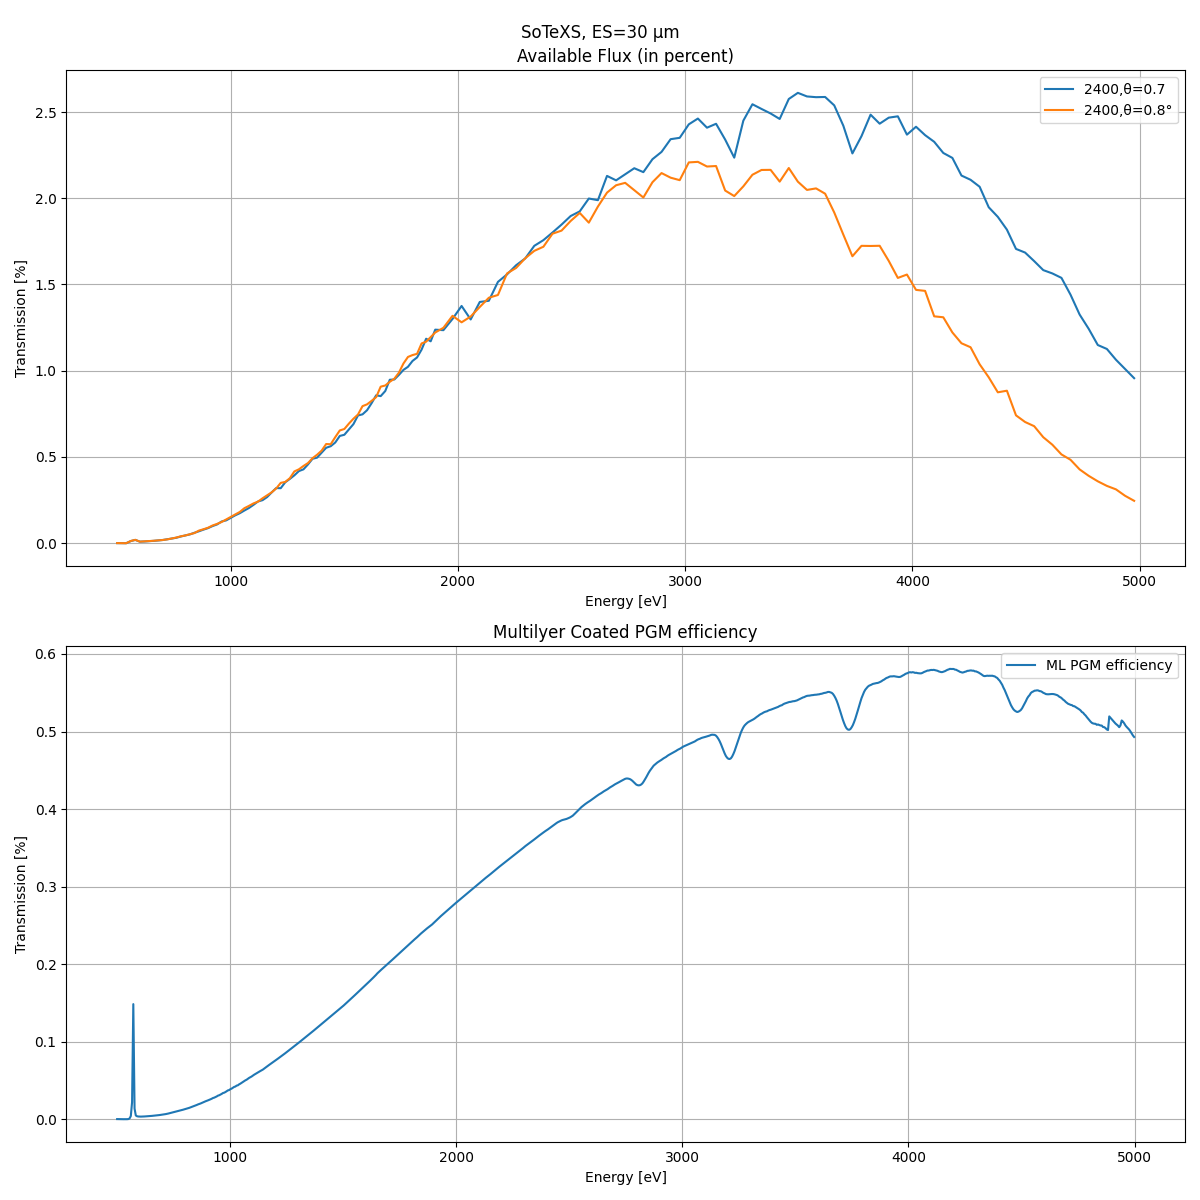 SoTeXS, ES=30 μm
Available Flux (in percent)
2400,θ=0.7
2400,θ=0.8°
2.5
2.0
1.5
1.0
0.5
0.0
Transmission [%]
1000 2000 3000 4000 5000
Energy [eV]
Multilyer Coated PGM efficiency
ML PGM efficiency
0.6
0.5
0.4
0.3
0.2
0.1
0.0
Transmission [%]
1000 2000 3000 4000 5000
Energy [eV]